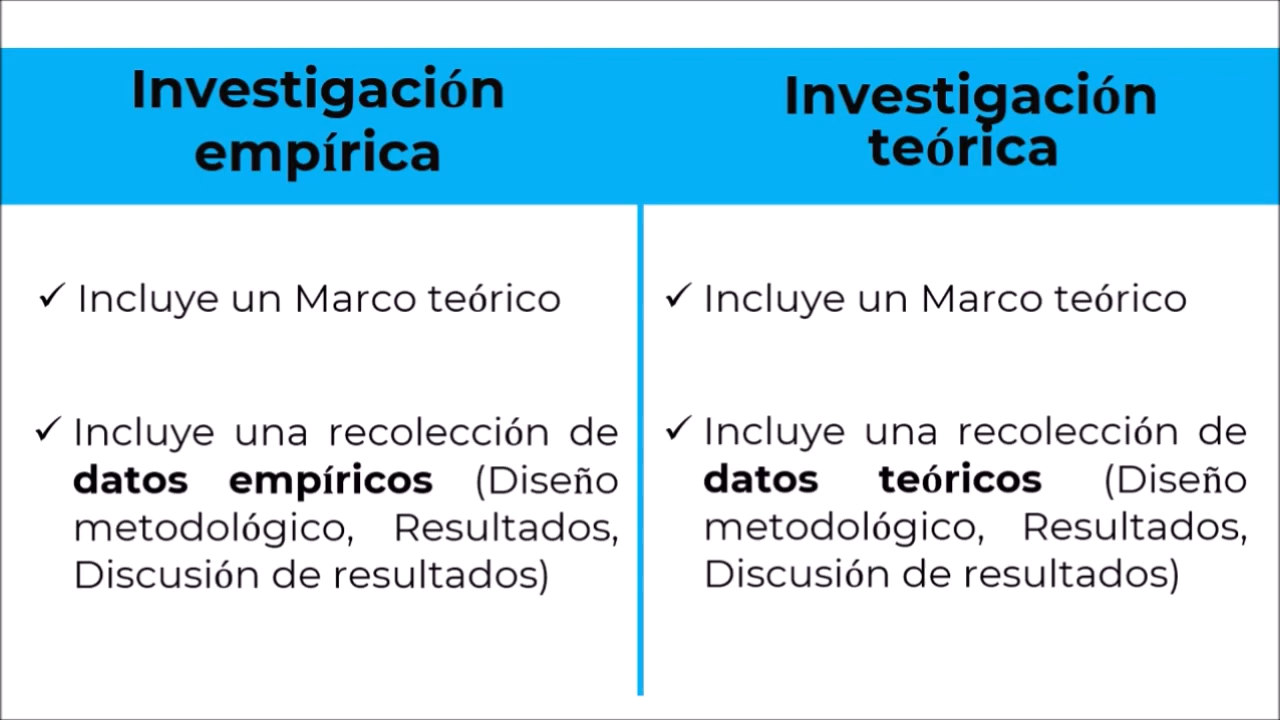 Investigación
empírica
Investigación
teórica
✓ Incluye un Marco teórico
✓ Incluye una recolección de
datos empíricos (Diseño
metodológico, Resultados,
Discusión de resultados)
✓ Incluye un Marco teórico
✓ Incluye una recolección de
datos teóricos (Diseño
metodológico, Resultados,
Discusión de resultados)